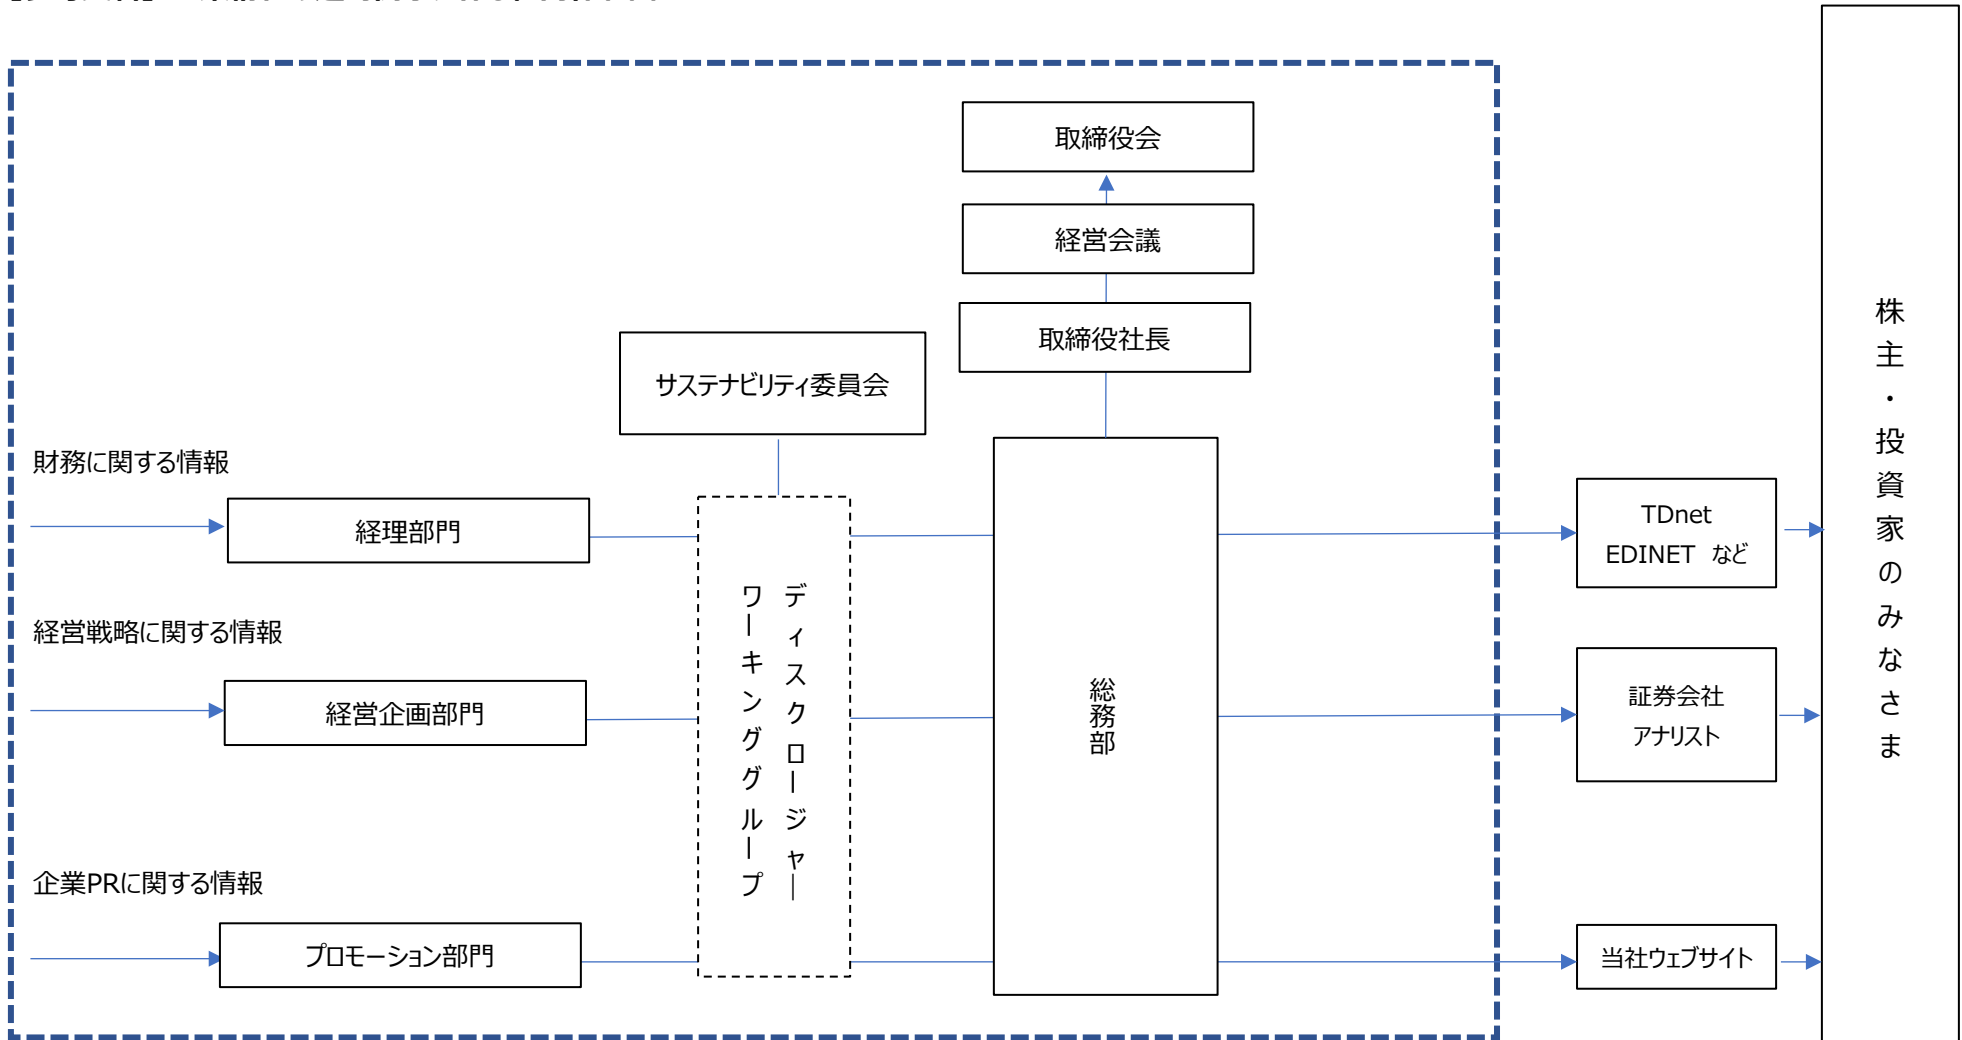 取締役会
経営会議
取締役社長
サステナビリティ委員会
財務に関する情報
経理部門
経営戦略に関する情報
経営企画部門
企業PRに関する情報
プロモーション部門
ディスクロージャー
ワーキンググループ
総務部
TDnet
EDINET など
証券会社
アナリスト
当社ウェブサイト
株主・投資家のみなさま